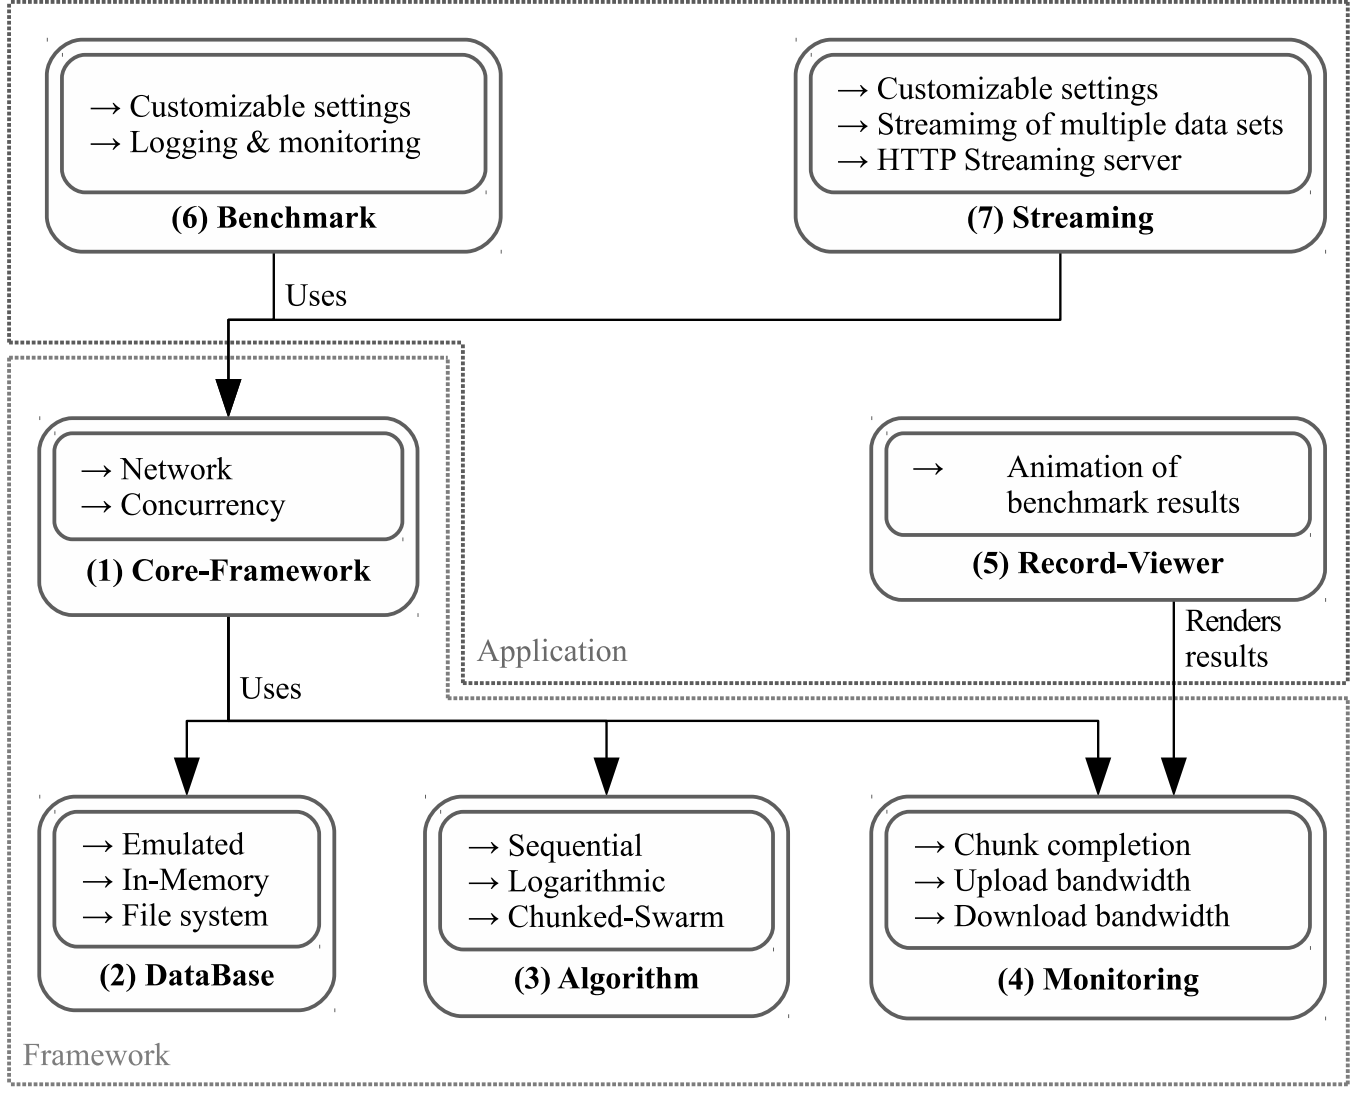 → Customizable settings
→ Logging & monitoring
(6) Benchmark
→ Customizable settings
→ Streamimg of multiple data sets
→ HTTP Streaming server
(7) Streaming
Uses
→ Network
→ Concurrency
(1) Core-Framework
→ Animation of
benchmark results
(5) Record-Viewer
Renders
results
Application
Uses
→ Emulated
→ In-Memory
→ File system
(2) DataBase
→ Sequential
→ Logarithmic
→ Chunked-Swarm
(3) Algorithm
→ Chunk completion
→ Upload bandwidth
→ Download bandwidth
(4) Monitoring
Framework